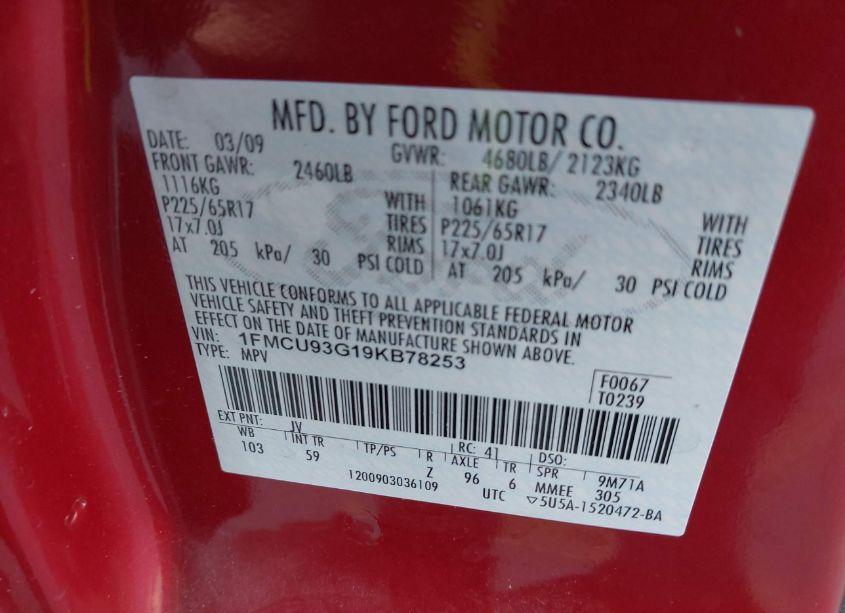 MFD. BY FORD MOTOR CO.
DATE: 03/09 GVWR: 4680LB/ 2123KG
FRONT GAWR: 2460LB REAR GAWR: 2340LB
1116KG WITH 1061KG WITH
P225/65R17 TIRES P225/65R17 TIRES
17x7.0J RIMS 17x7.0J RIMS
AT 205 kPa/ 30 PSI COLD AT 205 kPa/ 30 PSI COLD
THIS VEHICLE CONFORMS TO ALL APPLICABLE FEDERAL MOTOR
VEHICLE SAFETY AND THEFT PREVENTION STANDARDS IN
EFFECT ON THE DATE OF MANUFACTURE SHOWN ABOVE.
VIN: 1FMCU93G19KB78253
TYPE: MPV
F0067
T0239
EXT PNT: JV RC: 41 DSO:
WB INT TR TP/PS R AXLE TR SPR 9M71A
103 59 Z 96 6 MMEE 305
1200903036109 UTC ▽5U5A-1520472-BA